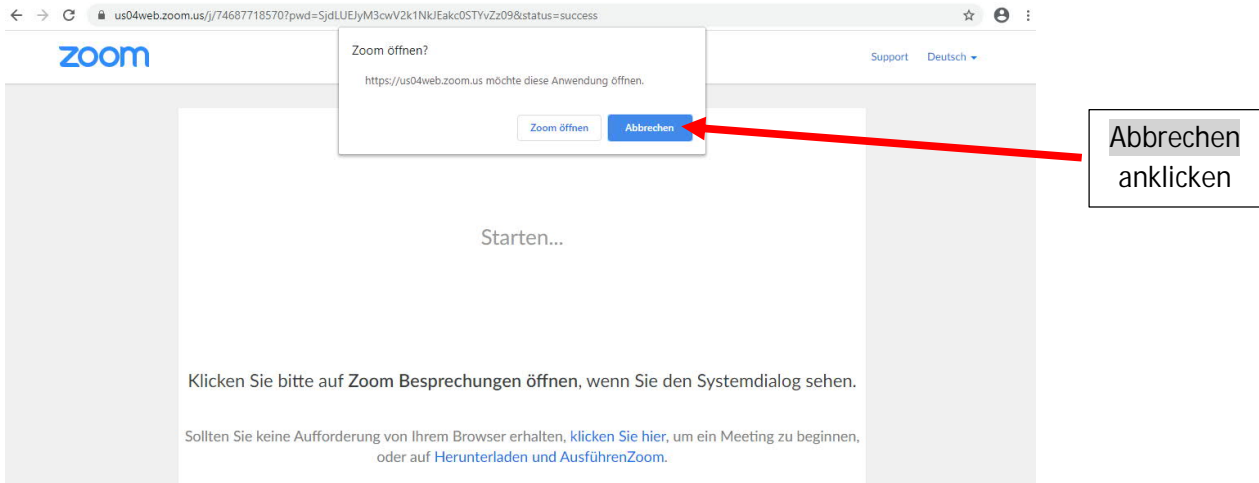 us04web.zoom.us/j/74687718570?pwd=SjdLUEJyM3cwV2k1NkJEakc0STYvZz09&status=success
zoom
Support Deutsch
Zoom öffnen?
https://us04web.zoom.us möchte diese Anwendung öffnen.
Zoom öffnen Abbrechen
Abbrechen
anklicken
Starten...
Klicken Sie bitte auf Zoom Besprechungen öffnen, wenn Sie den Systemdialog sehen.
Sollten Sie keine Aufforderung von Ihrem Browser erhalten, klicken Sie hier, um ein Meeting zu beginnen,
oder auf Herunterladen und AusführenZoom.